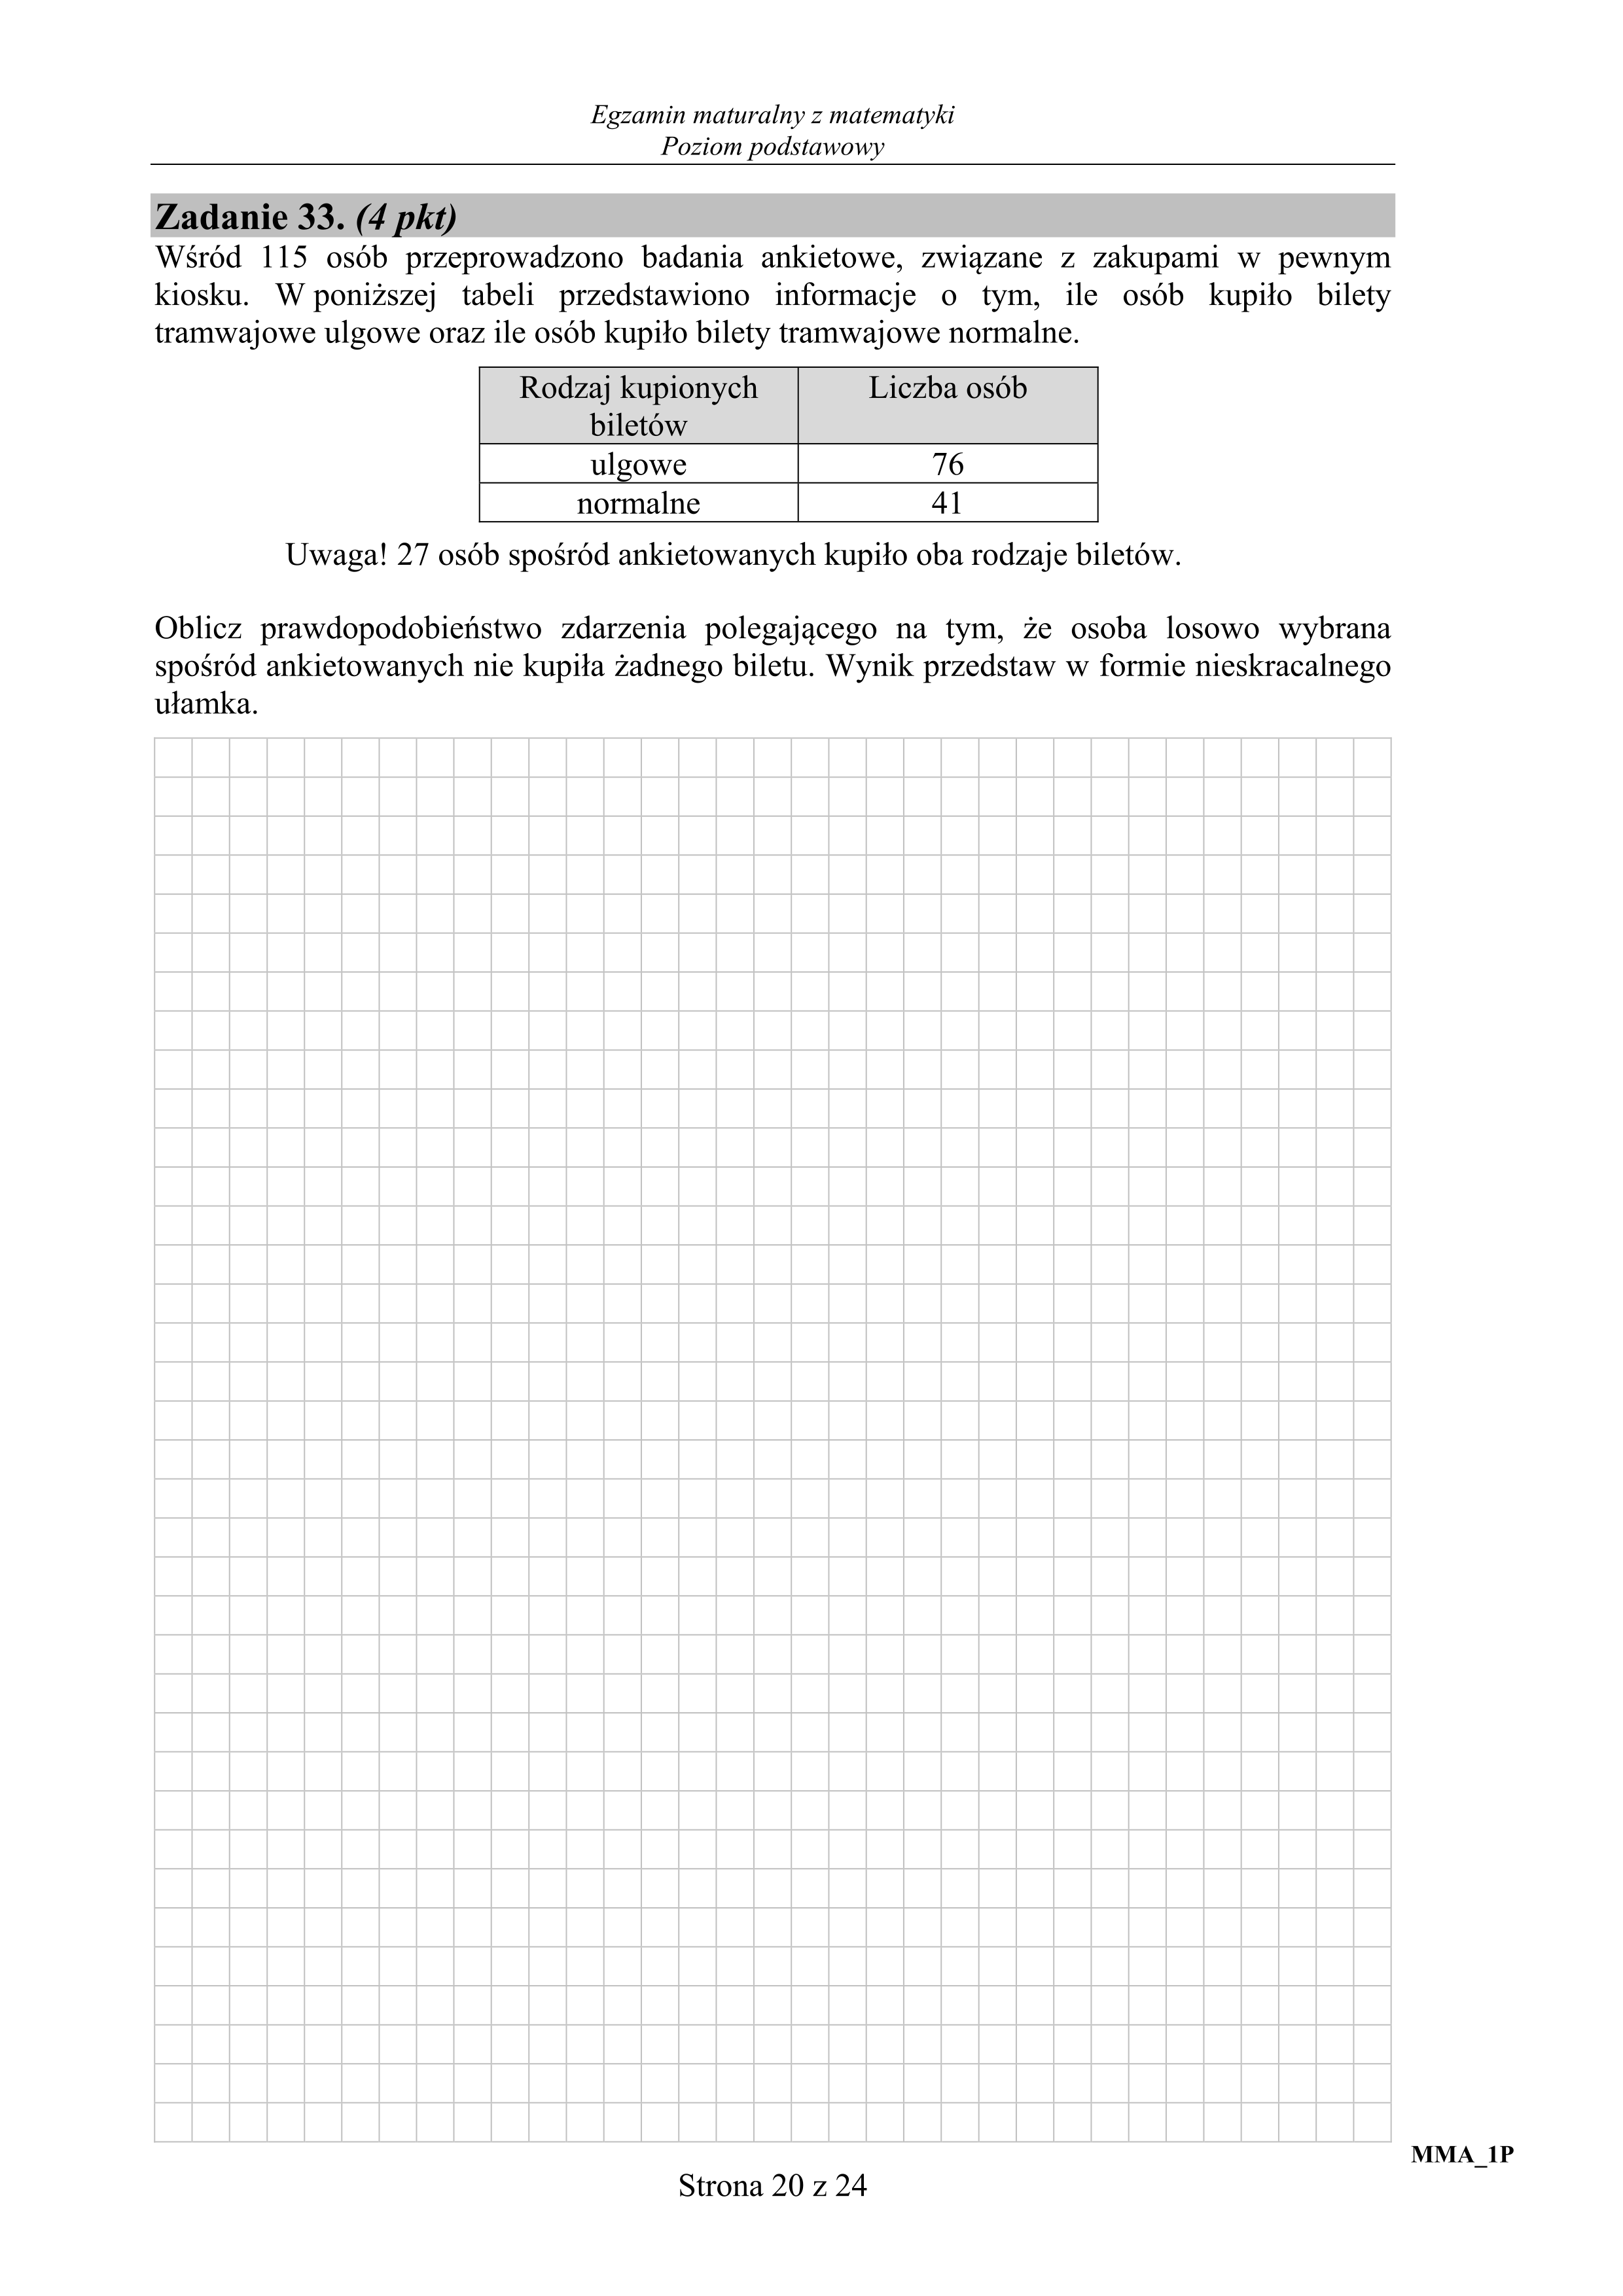 Egzamin maturalny z matematyki
Poziom podstawowy
Zadanie 33. (4 pkt)
Wśród 115 osób przeprowadzono badania ankietowe, związane z zakupami w pewnym
kiosku. W poniższej tabeli przedstawiono informacje o tym, ile osób kupiło bilety
tramwajowe ulgowe oraz ile osób kupiło bilety tramwajowe normalne.
Rodzaj kupionych biletów
Liczba osób
ulgowe 76
normalne 41
Uwaga! 27 osób spośród ankietowanych kupiło oba rodzaje biletów.
Oblicz prawdopodobieństwo zdarzenia polegającego na tym, że osoba losowo wybrana
spośród ankietowanych nie kupiła żadnego biletu. Wynik przedstaw w formie nieskracalnego
ułamka.
MMA_1P
Strona 20 z 24